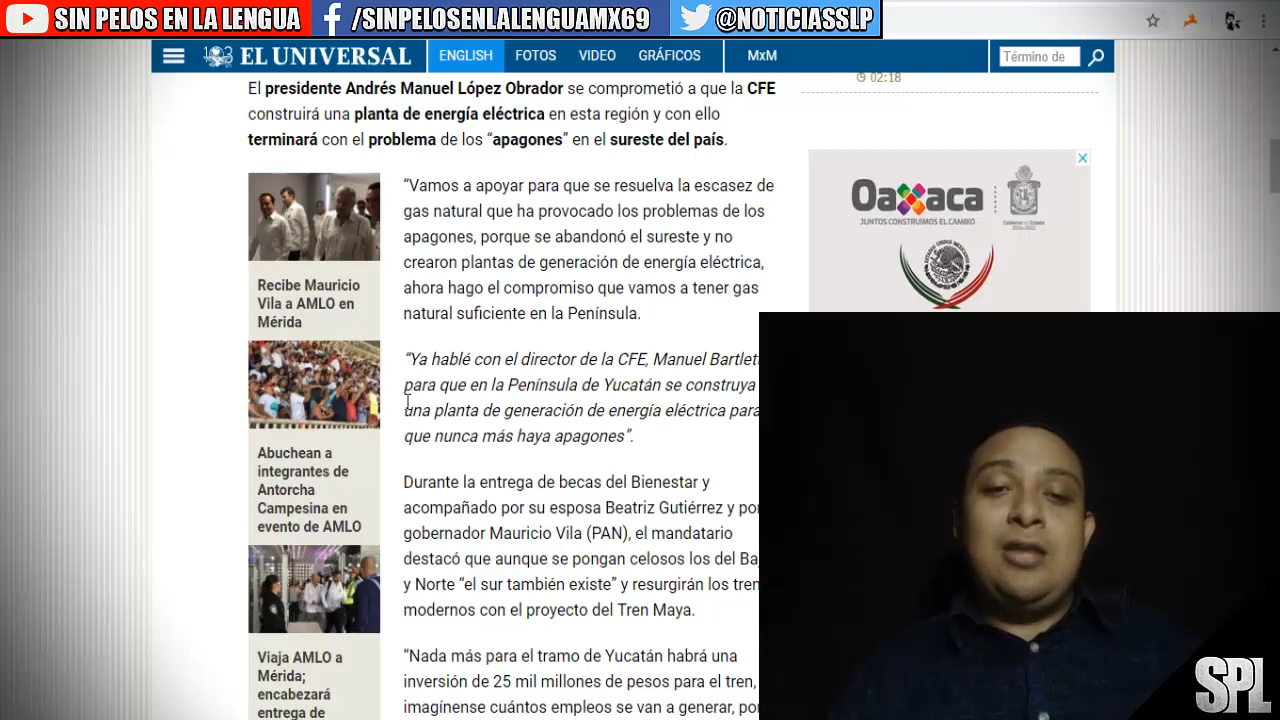 SIN PELOS EN LA LENGUA
/SINPELOSENLALENGUAMX69
@NOTICIASSLP
EL UNIVERSAL
ENGLISH
FOTOS
VIDEO
GRÁFICOS
MxM
Término de
02:18
El presidente Andrés Manuel López Obrador se comprometió a que la CFE
construirá una planta de energía eléctrica en esta región y con ello
terminará con el problema de los “apagones” en el sureste del país.
Recibe Mauricio
Vila a AMLO en
Mérida
Abuchean a
integrantes de
Antorcha
Campesina en
evento de AMLO
Viaja AMLO a
Mérida;
encabezará
entrega de
“Vamos a apoyar para que se resuelva la escasez de
gas natural que ha provocado los problemas de los
apagones, porque se abandonó el sureste y no
crearon plantas de generación de energía eléctrica,
ahora hago el compromiso que vamos a tener gas
natural suficiente en la Península.
“Ya hablé con el director de la CFE, Manuel Bartlett
para que en la Península de Yucatán se construya
una planta de generación de energía eléctrica para
que nunca más haya apagones”.
Durante la entrega de becas del Bienestar y
acompañado por su esposa Beatriz Gutiérrez y por
gobernador Mauricio Vila (PAN), el mandatario
destacó que aunque se pongan celosos los del
y Norte “el sur también existe” y resurgirán los
modernos con el proyecto del Tren Maya.
“Nada más para el tramo de Yucatán habrá una
inversión de 25 mil millones de pesos para el tren,
imagínense cuántos empleos se van a generar,
Oaxaca
JUNTOS CONSTRUIMOS EL CAMBIO
SPL